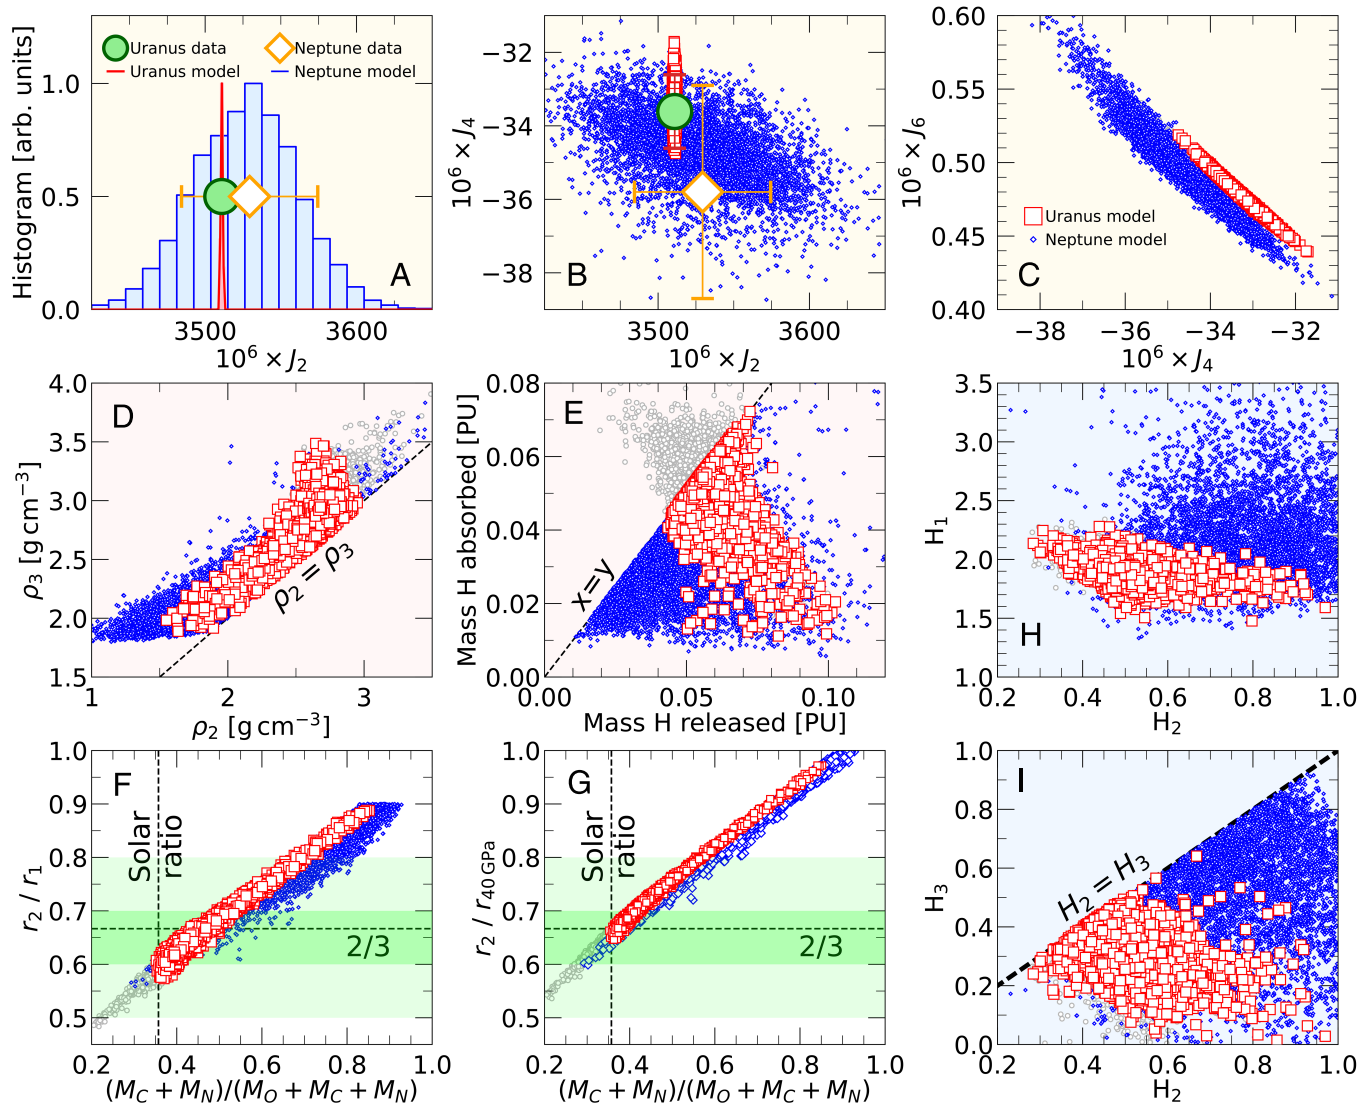 Histogram [arb. units]
1.0
0.5
0.0
Uranus data
Neptune data
Uranus model
Neptune model
A
3500
3600
10⁶ × J₂
10⁶ × J₄
−32
−34
−36
−38
B
3500
3600
10⁶ × J₂
10⁶ × J₆
0.60
0.55
0.50
0.45
0.40
Uranus model
Neptune model
C
−38
−36
−34
−32
10⁶ × J₄
ρ₃ [g cm⁻³]
4.0
3.5
3.0
2.5
2.0
1.5
D
ρ₂ = ρ₃
1
2
3
ρ₂ [g cm⁻³]
Mass H absorbed [PU]
0.08
0.06
0.04
0.02
0.00
E
x=y
0.00
0.05
0.10
Mass H released [PU]
H₁
3.5
3.0
2.5
2.0
1.5
1.0
H
0.2
0.4
0.6
0.8
1.0
H₂
r₂ / r₁
1.0
0.9
0.8
0.7
0.6
0.5
F
Solar
ratio
2/3
0.2
0.4
0.6
0.8
1.0
(M_C + M_N)/(M_O + M_C + M_N)
r₂ / r₄₀ GPa
1.0
0.9
0.8
0.7
0.6
0.5
G
Solar
ratio
2/3
0.2
0.4
0.6
0.8
1.0
(M_C + M_N)/(M_O + M_C + M_N)
H₃
1.0
0.8
0.6
0.4
0.2
0.0
I
H₂ = H₃
0.2
0.4
0.6
0.8
1.0
H₂